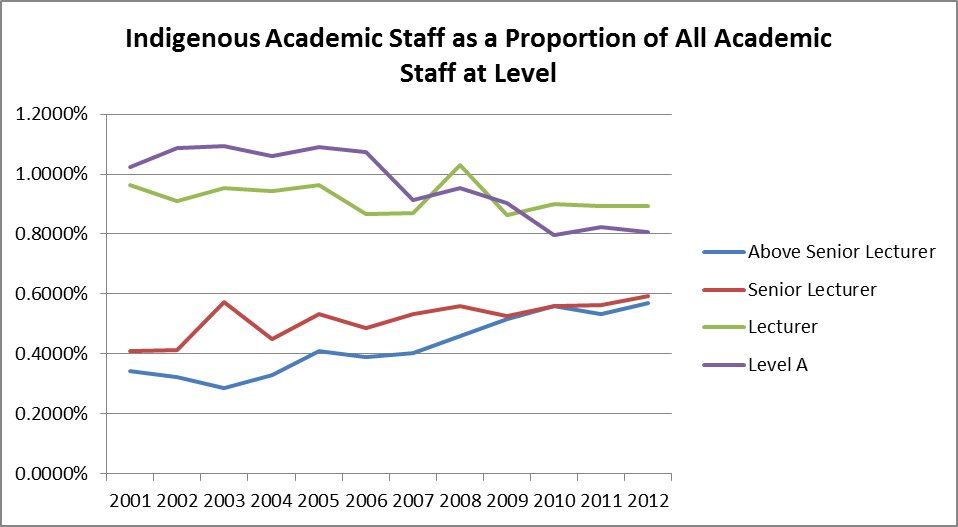 Indigenous Academic Staff as a Proportion of All Academic
Staff at Level
1.2000%
1.0000%
0.8000%
0.6000%
0.4000%
0.2000%
0.0000%
2001 2002 2003 2004 2005 2006 2007 2008 2009 2010 2011 2012
Above Senior Lecturer
Senior Lecturer
Lecturer
Level A